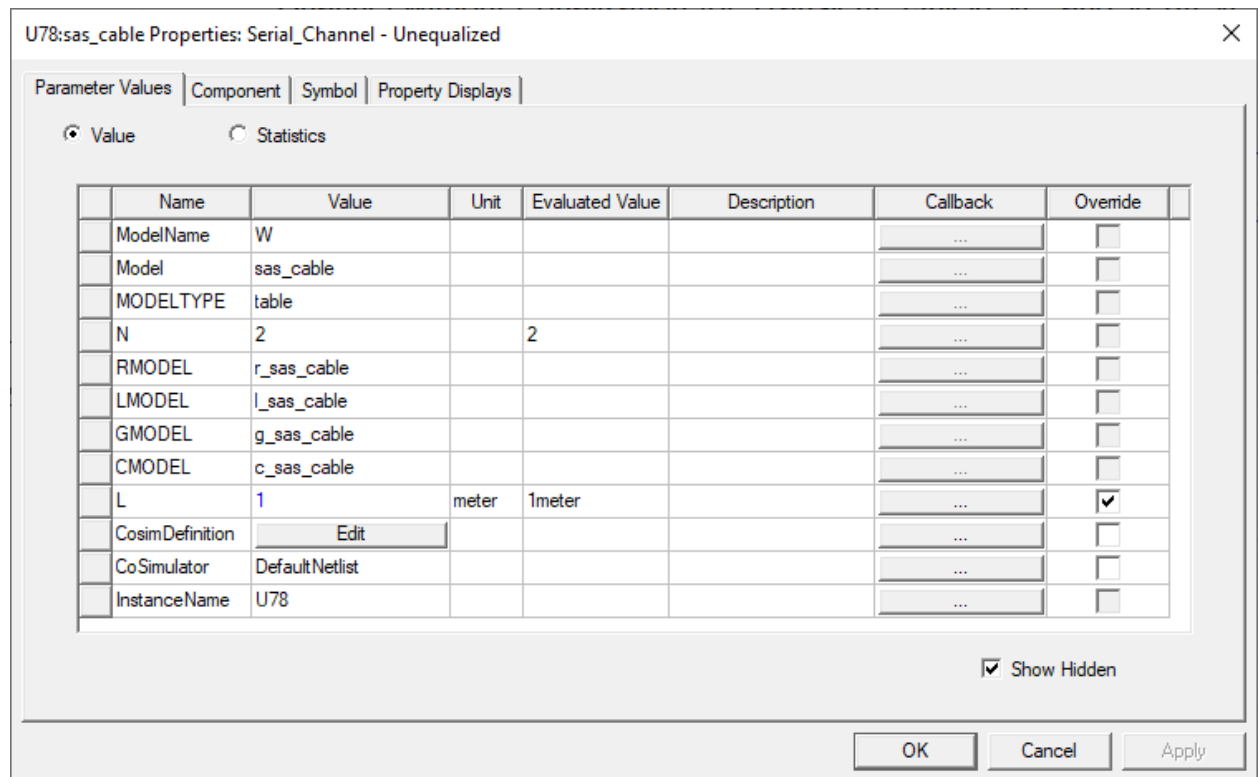 U78:sas_cable Properties: Serial_Channel - Unequalized
Parameter Values Component Symbol Property Displays
Value Statistics
Name Value Unit Evaluated Value Description Callback Override
ModelName W ...
Model sas_cable ...
MODELTYPE table ...
N 2 2 ...
RMODEL r_sas_cable ...
LMODEL l_sas_cable ...
GMODEL g_sas_cable ...
CMODEL c_sas_cable ...
L 1 meter 1meter ...
CosimDefinition Edit ...
CoSimulator DefaultNetlist ...
InstanceName U78 ...
Show Hidden
OK Cancel Apply